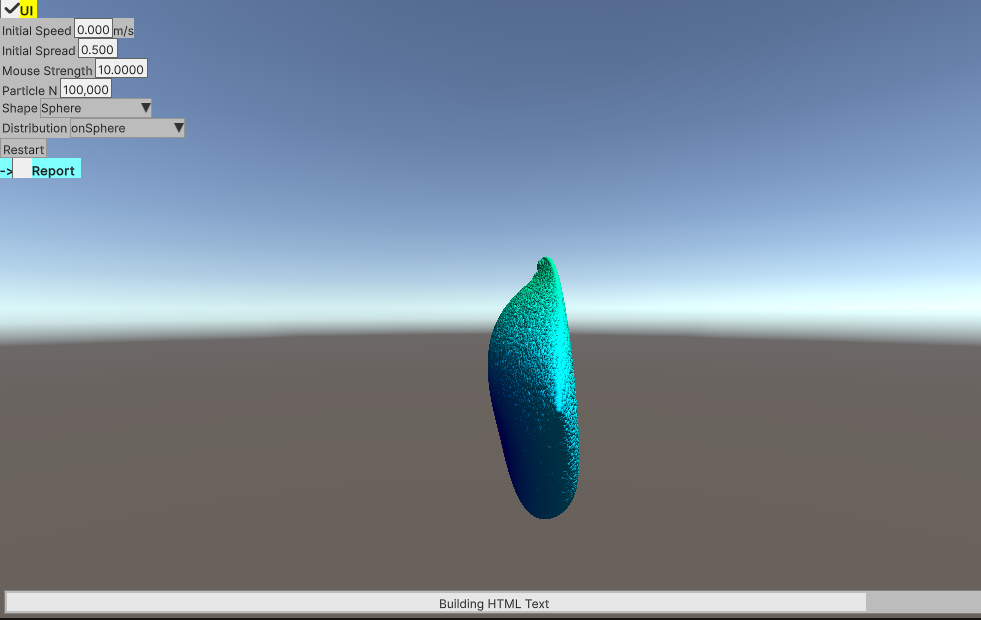 UI
Initial Speed 0.000 m/s
Initial Spread 0.500
Mouse Strength 10.0000
Particle N 100,000
Shape Sphere
Distribution onSphere
Restart
-> Report
Building HTML Text